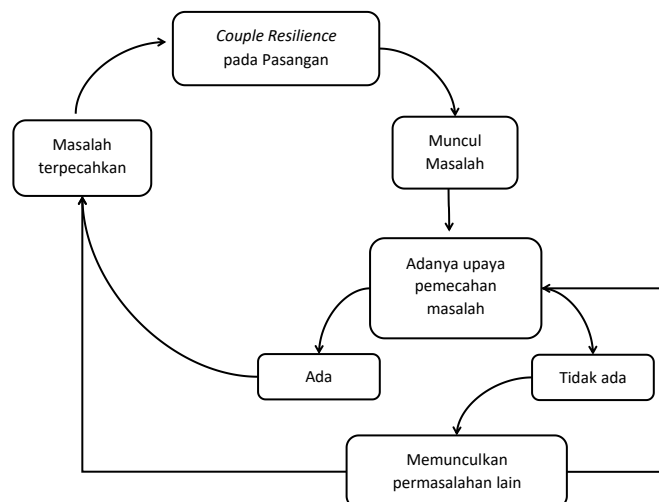 Couple Resilience
pada Pasangan
Masalah
terpecahkan
Muncul
Masalah
Adanya upaya
pemecahan
masalah
Ada
Tidak ada
Memunculkan
permasalahan lain